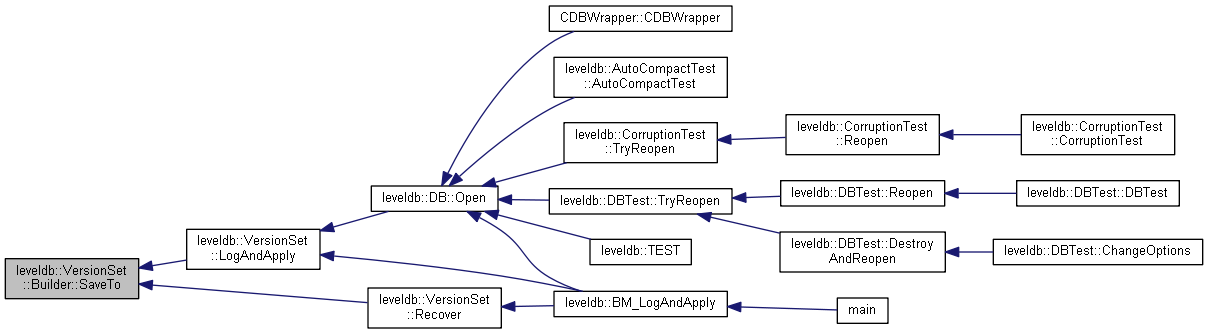 CDBWrapper::CDBWrapper
leveldb::AutoCompactTest
::AutoCompactTest
leveldb::CorruptionTest
::TryReopen
leveldb::CorruptionTest
::Reopen
leveldb::CorruptionTest
::CorruptionTest
leveldb::DB::Open
leveldb::DBTest::TryReopen
leveldb::DBTest::Reopen
leveldb::DBTest::DBTest
leveldb::VersionSet
::LogAndApply
leveldb::TEST
leveldb::DBTest::Destroy
AndReopen
leveldb::DBTest::ChangeOptions
leveldb::VersionSet
::Builder::SaveTo
leveldb::VersionSet
::Recover
leveldb::BM_LogAndApply
main